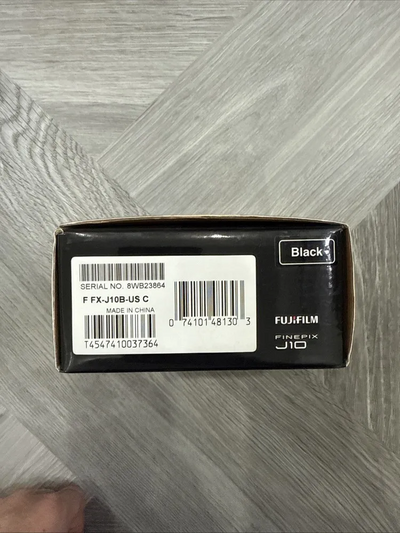 Black
SERIAL NO. 8WB23864
F FX-J10B-US C
MADE IN CHINA
0 74101 48130 3
T4547410037364
FUJIFILM
FINEPIX
J10